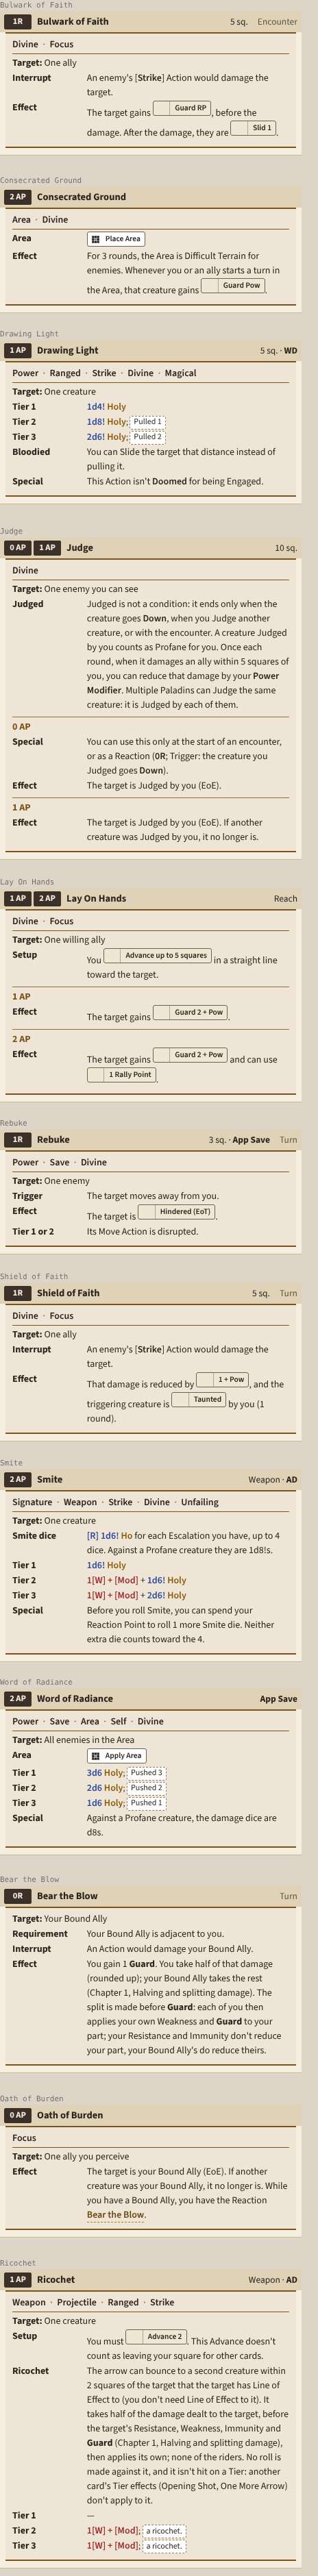 Bulwark of Faith
1R Bulwark of Faith 5 sq. Encounter
Divine · Focus
Target: One ally
Interrupt An enemy's [Strike] Action would damage the
target.
Effect The target gains Guard RP, before the
damage. After the damage, they are Slid 1.
Consecrated Ground
2 AP Consecrated Ground
Area · Divine
Area Place Area
Effect For 3 rounds, the Area is Difficult Terrain for
enemies. Whenever you or an ally starts a turn in
the Area, that creature gains Guard Pow.
Drawing Light
1 AP Drawing Light 5 sq. · WD
Power · Ranged · Strike · Divine · Magical
Target: One creature
Tier 1 1d4! Holy
Tier 2 1d8! Holy; Pulled 1
Tier 3 2d6! Holy; Pulled 2
Bloodied You can Slide the target that distance instead of
pulling it.
Special This Action isn't Doomed for being Engaged.
Judge
0 AP 1 AP Judge 10 sq.
Divine
Target: One enemy you can see
Judged Judged is not a condition: it ends only when the
creature goes Down, when you Judge another
creature, or with the encounter. A creature Judged
by you counts as Profane for you. Once each
round, when it damages an ally within 5 squares of
you, you can reduce that damage by your Power
Modifier. Multiple Paladins can Judge the same
creature: it is Judged by each of them.
0 AP
Special You can use this only at the start of an encounter,
or as a Reaction (0R; Trigger: the creature you
Judged goes Down).
Effect The target is Judged by you (EoE).
1 AP
Effect The target is Judged by you (EoE). If another
creature was Judged by you, it no longer is.
Lay On Hands
1 AP 2 AP Lay On Hands Reach
Divine · Focus
Target: One willing ally
Setup You Advance up to 5 squares in a straight line
toward the target.
1 AP
Effect The target gains Guard 2 + Pow.
2 AP
Effect The target gains Guard 2 + Pow and can use
1 Rally Point.
Rebuke
1R Rebuke 3 sq. · App Save Turn
Power · Save · Divine
Target: One enemy
Trigger The target moves away from you.
Effect The target is Hindered (EoT).
Tier 1 or 2 Its Move Action is disrupted.
Shield of Faith
1R Shield of Faith 5 sq. Turn
Divine · Focus
Target: One ally
Interrupt An enemy's [Strike] Action would damage the
target.
Effect That damage is reduced by 1 + Pow, and the
triggering creature is Taunted by you (1
round).
Smite
2 AP Smite Weapon · AD
Signature · Weapon · Strike · Divine · Unfailing
Target: One creature
Smite dice [R] 1d6! Ho for each Escalation you have, up to 4
dice. Against a Profane creature they are 1d8!s.
Tier 1 1d6! Holy
Tier 2 1[W] + [Mod] + 1d6! Holy
Tier 3 1[W] + [Mod] + 2d6! Holy
Special Before you roll Smite, you can spend your
Reaction Point to roll 1 more Smite die. Neither
extra die counts toward the 4.
Word of Radiance
2 AP Word of Radiance App Save
Power · Save · Area · Self · Divine
Target: All enemies in the Area
Area Apply Area
Tier 1 3d6 Holy; Pushed 3
Tier 2 2d6 Holy; Pushed 2
Tier 3 1d6 Holy; Pushed 1
Special Against a Profane creature, the damage dice are
d8s.
Bear the Blow
0R Bear the Blow Turn
Target: Your Bound Ally
Requirement Your Bound Ally is adjacent to you.
Interrupt An Action would damage your Bound Ally.
Effect You gain 1 Guard. You take half of that damage
(rounded up); your Bound Ally takes the rest
(Chapter 1, Halving and splitting damage). The
split is made before Guard: each of you then
applies your own Weakness and Guard to your
part; your Resistance and Immunity don't reduce
your part, your Bound Ally's do reduce theirs.
Oath of Burden
0 AP Oath of Burden
Focus
Target: One ally you perceive
Effect The target is your Bound Ally (EoE). If another
creature was your Bound Ally, it no longer is. While
you have a Bound Ally, you have the Reaction
Bear the Blow.
Ricochet
1 AP Ricochet Weapon · AD
Weapon · Projectile · Ranged · Strike
Target: One creature
Setup You must Advance 2. This Advance doesn't
count as leaving your square for other cards.
Ricochet The arrow can bounce to a second creature within
2 squares of the target that the target has Line of
Effect to (you don't need Line of Effect to it). It
takes half of the damage dealt to the target, before
the target's Resistance, Weakness, Immunity and
Guard (Chapter 1, Halving and splitting damage),
then applies its own; none of the riders. No roll is
made against it, and it isn't hit on a Tier: another
card's Tier effects (Opening Shot, One More Arrow)
don't apply to it.
Tier 1 —
Tier 2 1[W] + [Mod]; a ricochet.
Tier 3 1[W] + [Mod]; a ricochet.